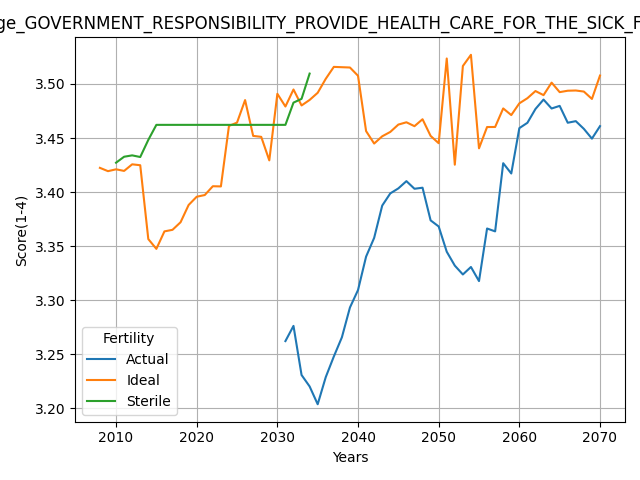 ge_GOVERNMENT_RESPONSIBILITY_PROVIDE_HEALTH_CARE_FOR_THE_SICK_F
Score(1-4)
3.50
3.45
3.40
3.35
3.30
3.25
3.20
Fertility
Actual
Ideal
Sterile
2010 2020 2030 2040 2050 2060 2070
Years